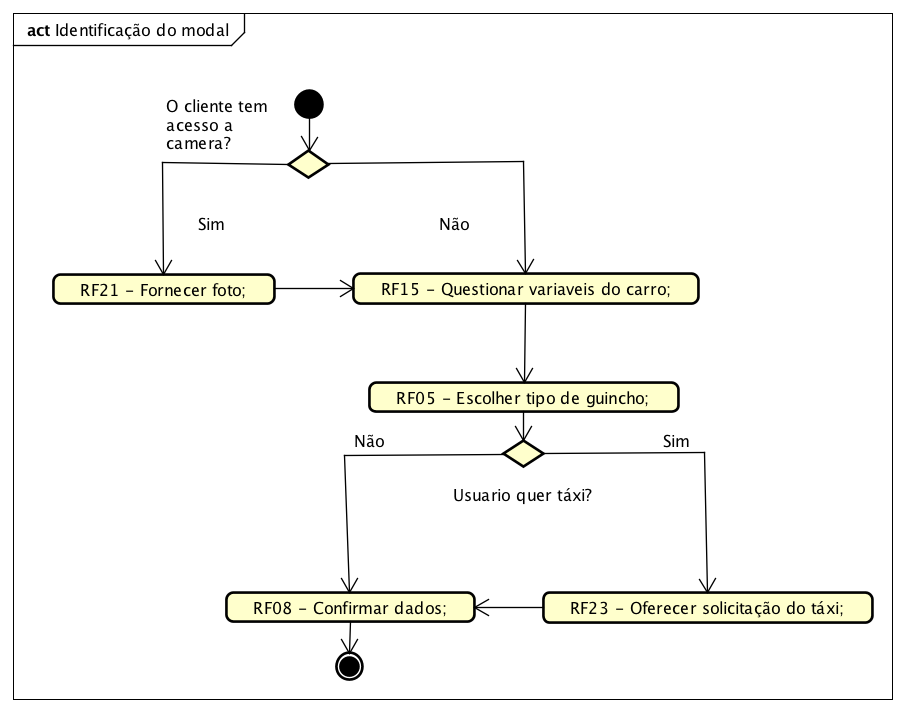 act Identificação do modal
O cliente tem
acesso a
camera?
Sim
Não
RF21 - Fornecer foto;
RF15 - Questionar variaveis do carro;
RF05 - Escolher tipo de guincho;
Não
Sim
Usuario quer táxi?
RF08 - Confirmar dados;
RF23 - Oferecer solicitação do táxi;